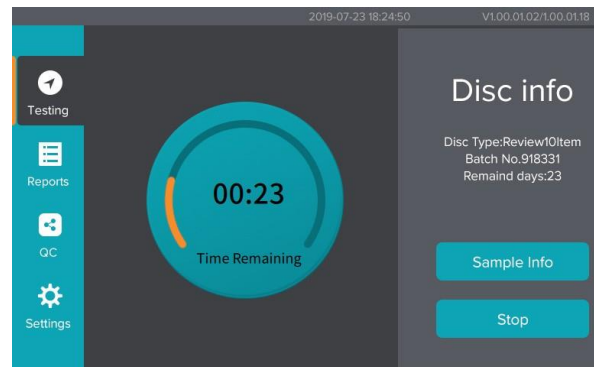 2019-07-23 18:24:50 V1.00.01.02/1.00.01.18
Testing
Reports
QC
Settings
00:23
Time Remaining
Disc info
Disc Type:Review10Item
Batch No.918331
Remaind days:23
Sample Info
Stop